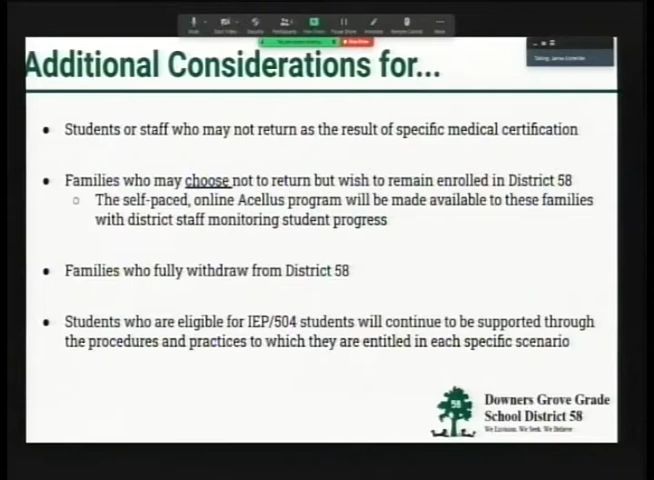 Additional Considerations for...
Students or staff who may not return as the result of specific medical certification
Families who may choose not to return but wish to remain enrolled in District 58
The self-paced, online Acellus program will be made available to these families
with district staff monitoring student progress
Families who fully withdraw from District 58
Students who are eligible for IEP/504 students will continue to be supported through
the procedures and practices to which they are entitled in each specific scenario
58
Downers Grove Grade
School District 58